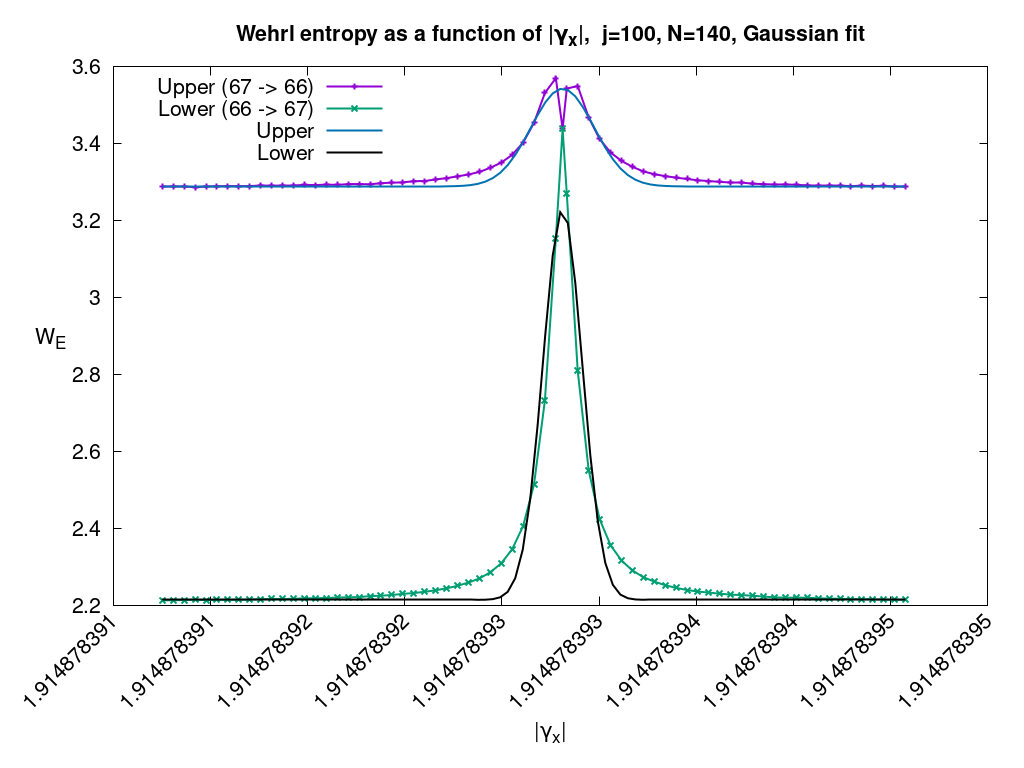 Wehrl entropy as a function of |γx|, j=100, N=140, Gaussian fit
3.6
3.4
3.2
3
2.8
2.6
2.4
2.2
WE
Upper (67 -> 66)
Lower (66 -> 67)
Upper
Lower
1.914878391
1.914878391
1.914878392
1.914878392
1.914878393
1.914878393
1.914878394
1.914878394
1.914878395
1.914878395
|γx|